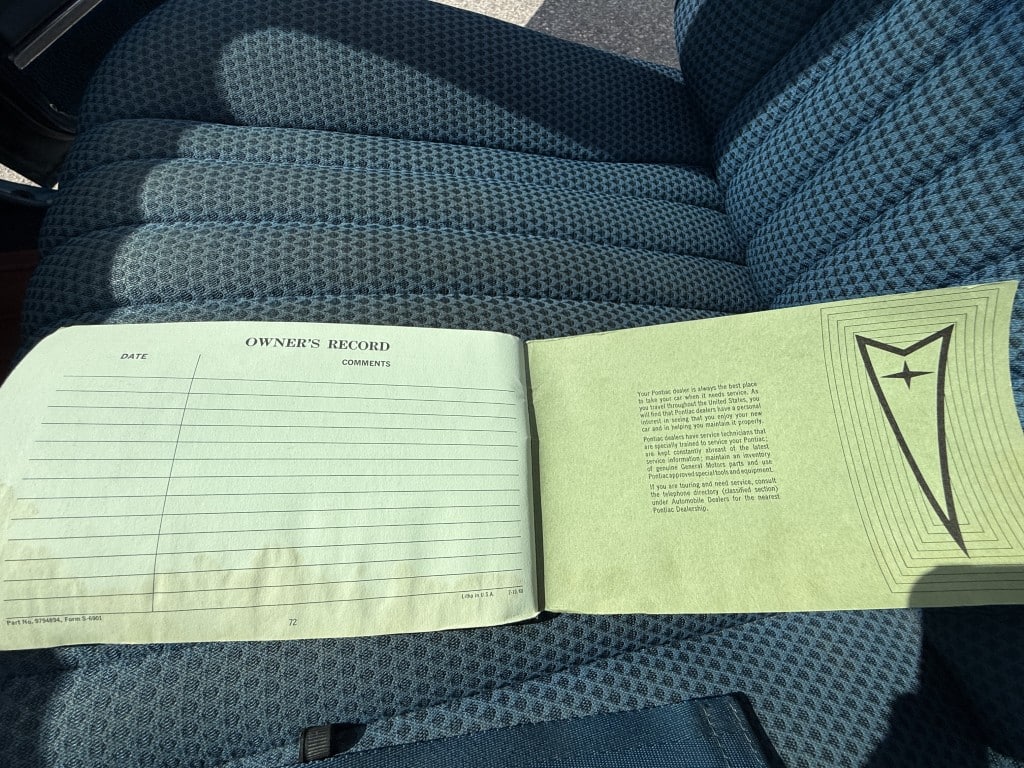 OWNER'S RECORD
DATE
COMMENTS
Litho in U.S.A.
Part No. 9794894, Form S-6901
72
Your Pontiac dealer is always the best place
to take your car when it needs service. As
you travel throughout the United States, you
will find that Pontiac dealers have a personal
interest in seeing that you enjoy your new
car and in helping you maintain it properly.
Pontiac dealers have service technicians that
are specially trained to service your Pontiac;
are kept constantly abreast of the latest
service information; maintain an inventory
of genuine General Motors parts and use
Pontiac approved special tools and equipment.
If you are touring and need service, consult
the telephone directory (classified section)
under Automobile Dealers for the nearest
Pontiac Dealership.